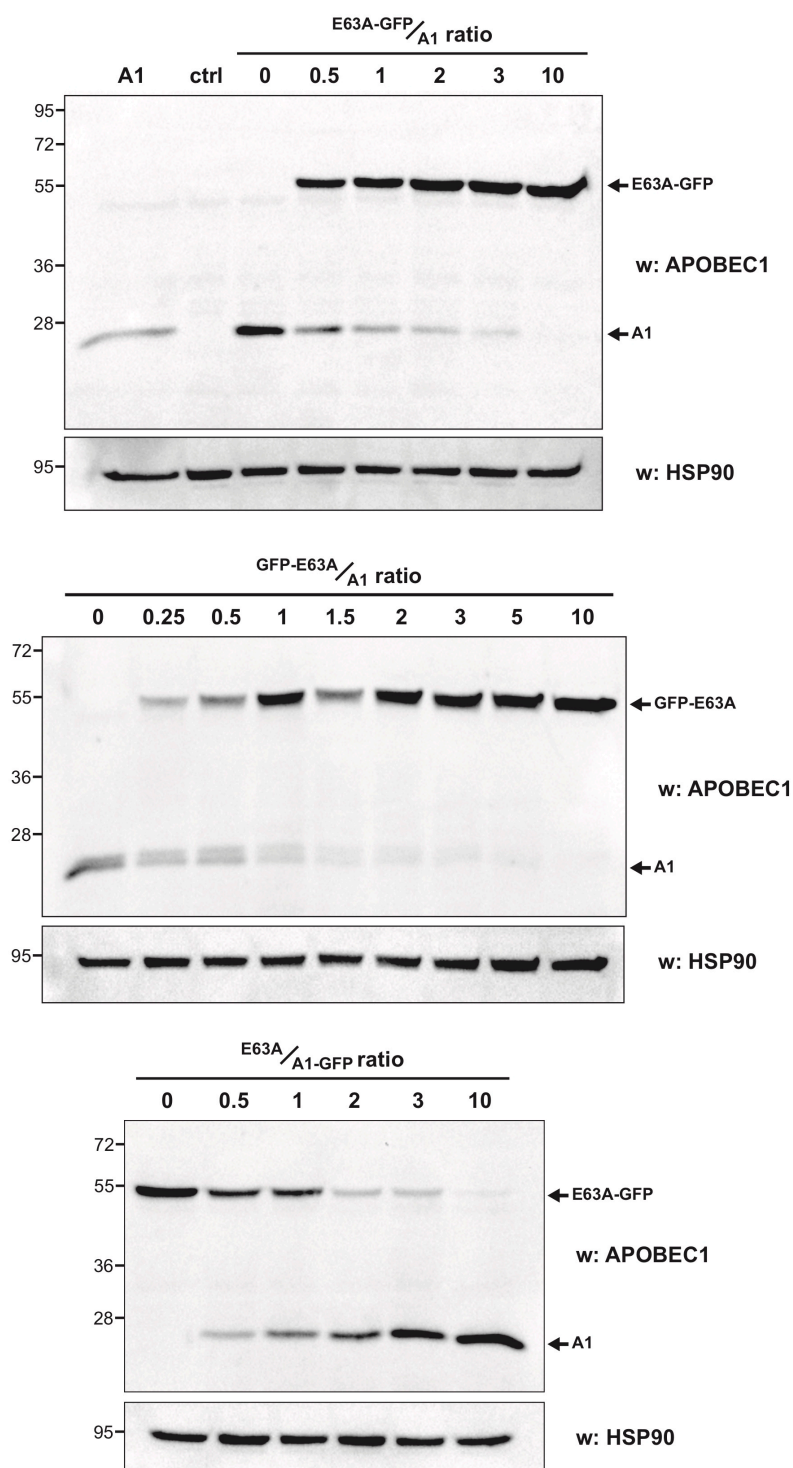 E63A-GFP/A1 ratio
A1 ctrl 0 0.5 1 2 3 10
95
72
55
E63A-GFP
36
w: APOBEC1
28
A1
95
w: HSP90
GFP-E63A/A1 ratio
0 0.25 0.5 1 1.5 2 3 5 10
72
55
GFP-E63A
36
w: APOBEC1
28
A1
95
w: HSP90
E63A/A1-GFP ratio
0 0.5 1 2 3 10
72
55
E63A-GFP
w: APOBEC1
36
28
A1
95
w: HSP90